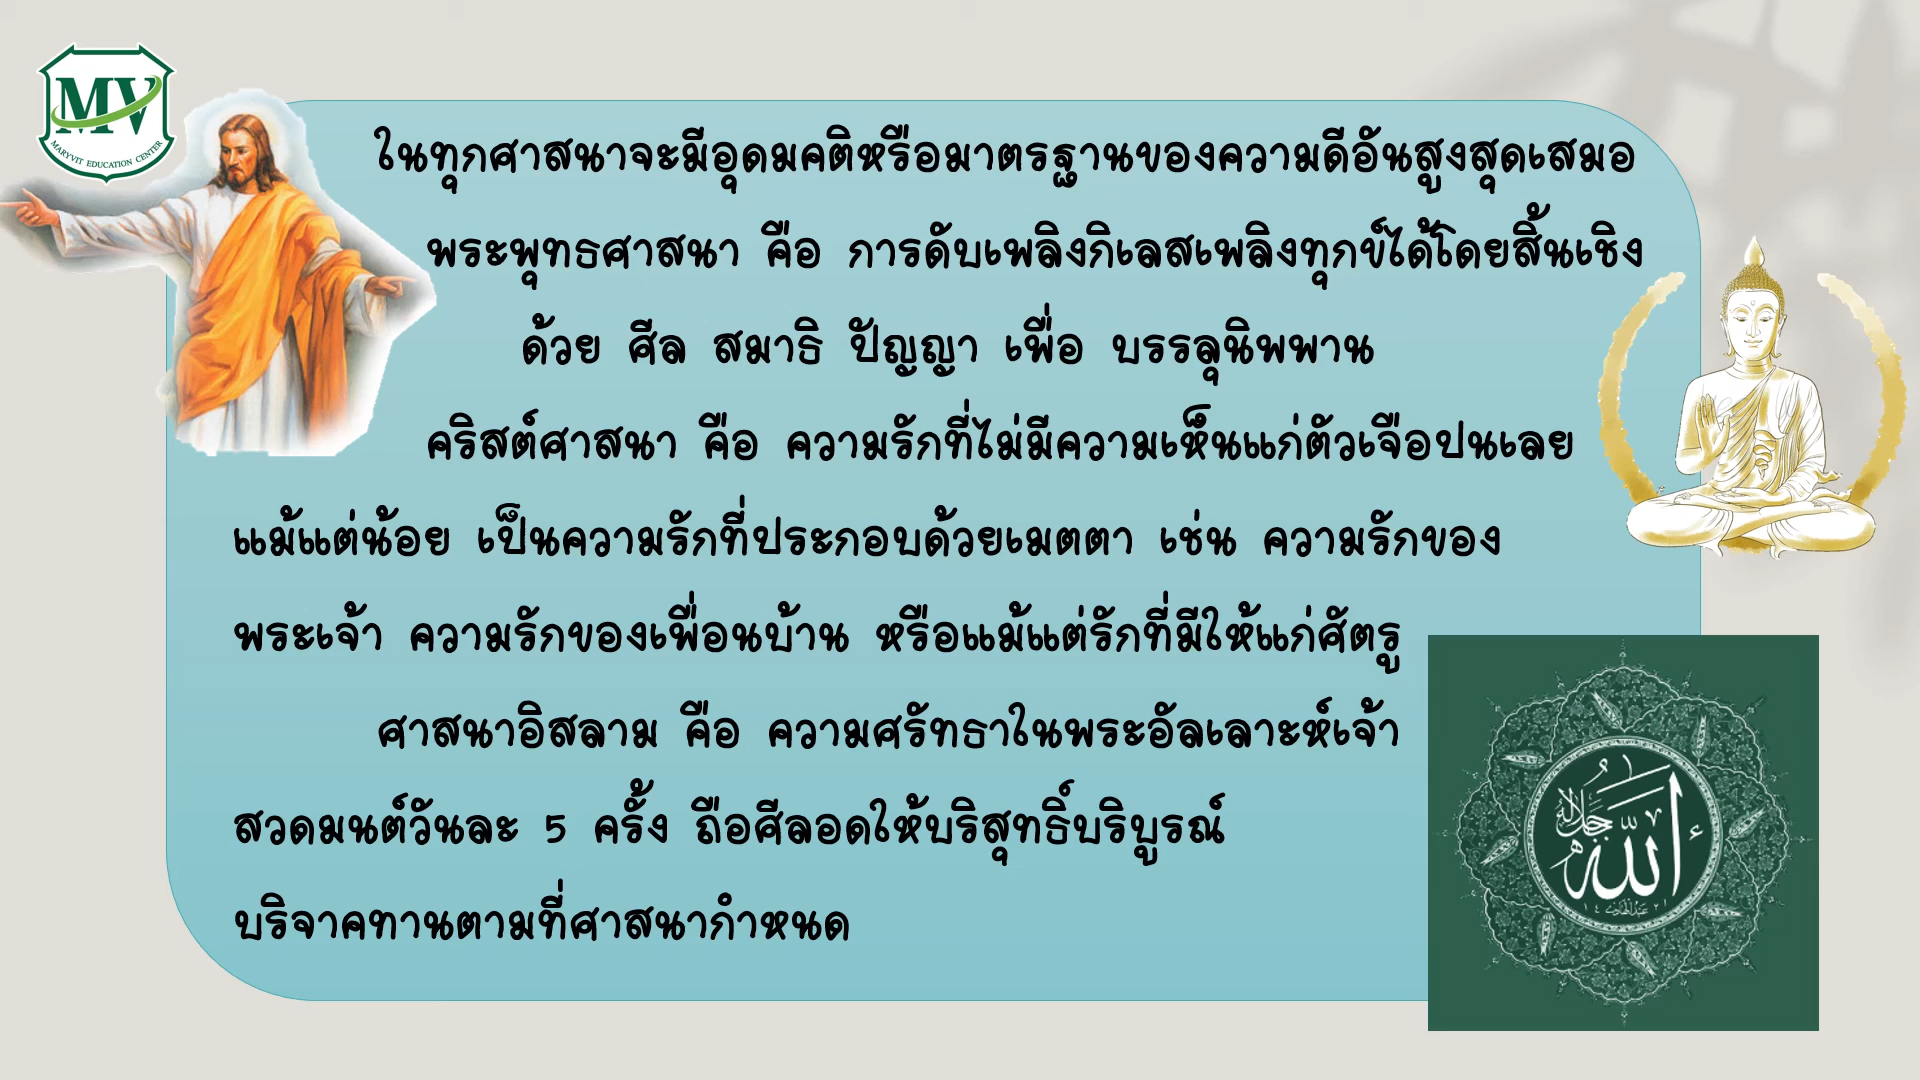 MV
MARYVIT EDUCATION CENTER
ในทุกศาสนาจะมีอุดมคติหรือมาตรฐานของความดีอันสูงสุดเสมอ
พระพุทธศาสนา คือ การดับเพลิงกิเลสเพลิงทุกข์ได้โดยสิ้นเชิง
ด้วย ศีล สมาธิ ปัญญา เพื่อ บรรลุนิพพาน
คริสต์ศาสนา คือ ความรักที่ไม่มีความเห็นแก่ตัวเจือปนเลย
แม้แต่น้อย เป็นความรักที่ประกอบด้วยเมตตา เช่น ความรักของ
พระเจ้า ความรักของเพื่อนบ้าน หรือแม้แต่รักที่มีให้แก่ศัตรู
ศาสนาอิสลาม คือ ความศรัทธาในพระอัลเลาะห์เจ้า
สวดมนต์วันละ 5 ครั้ง ถือศีลอดให้บริสุทธิ์บริบูรณ์
บริจาคทานตามที่ศาสนากำหนด
الله
جل جلاله